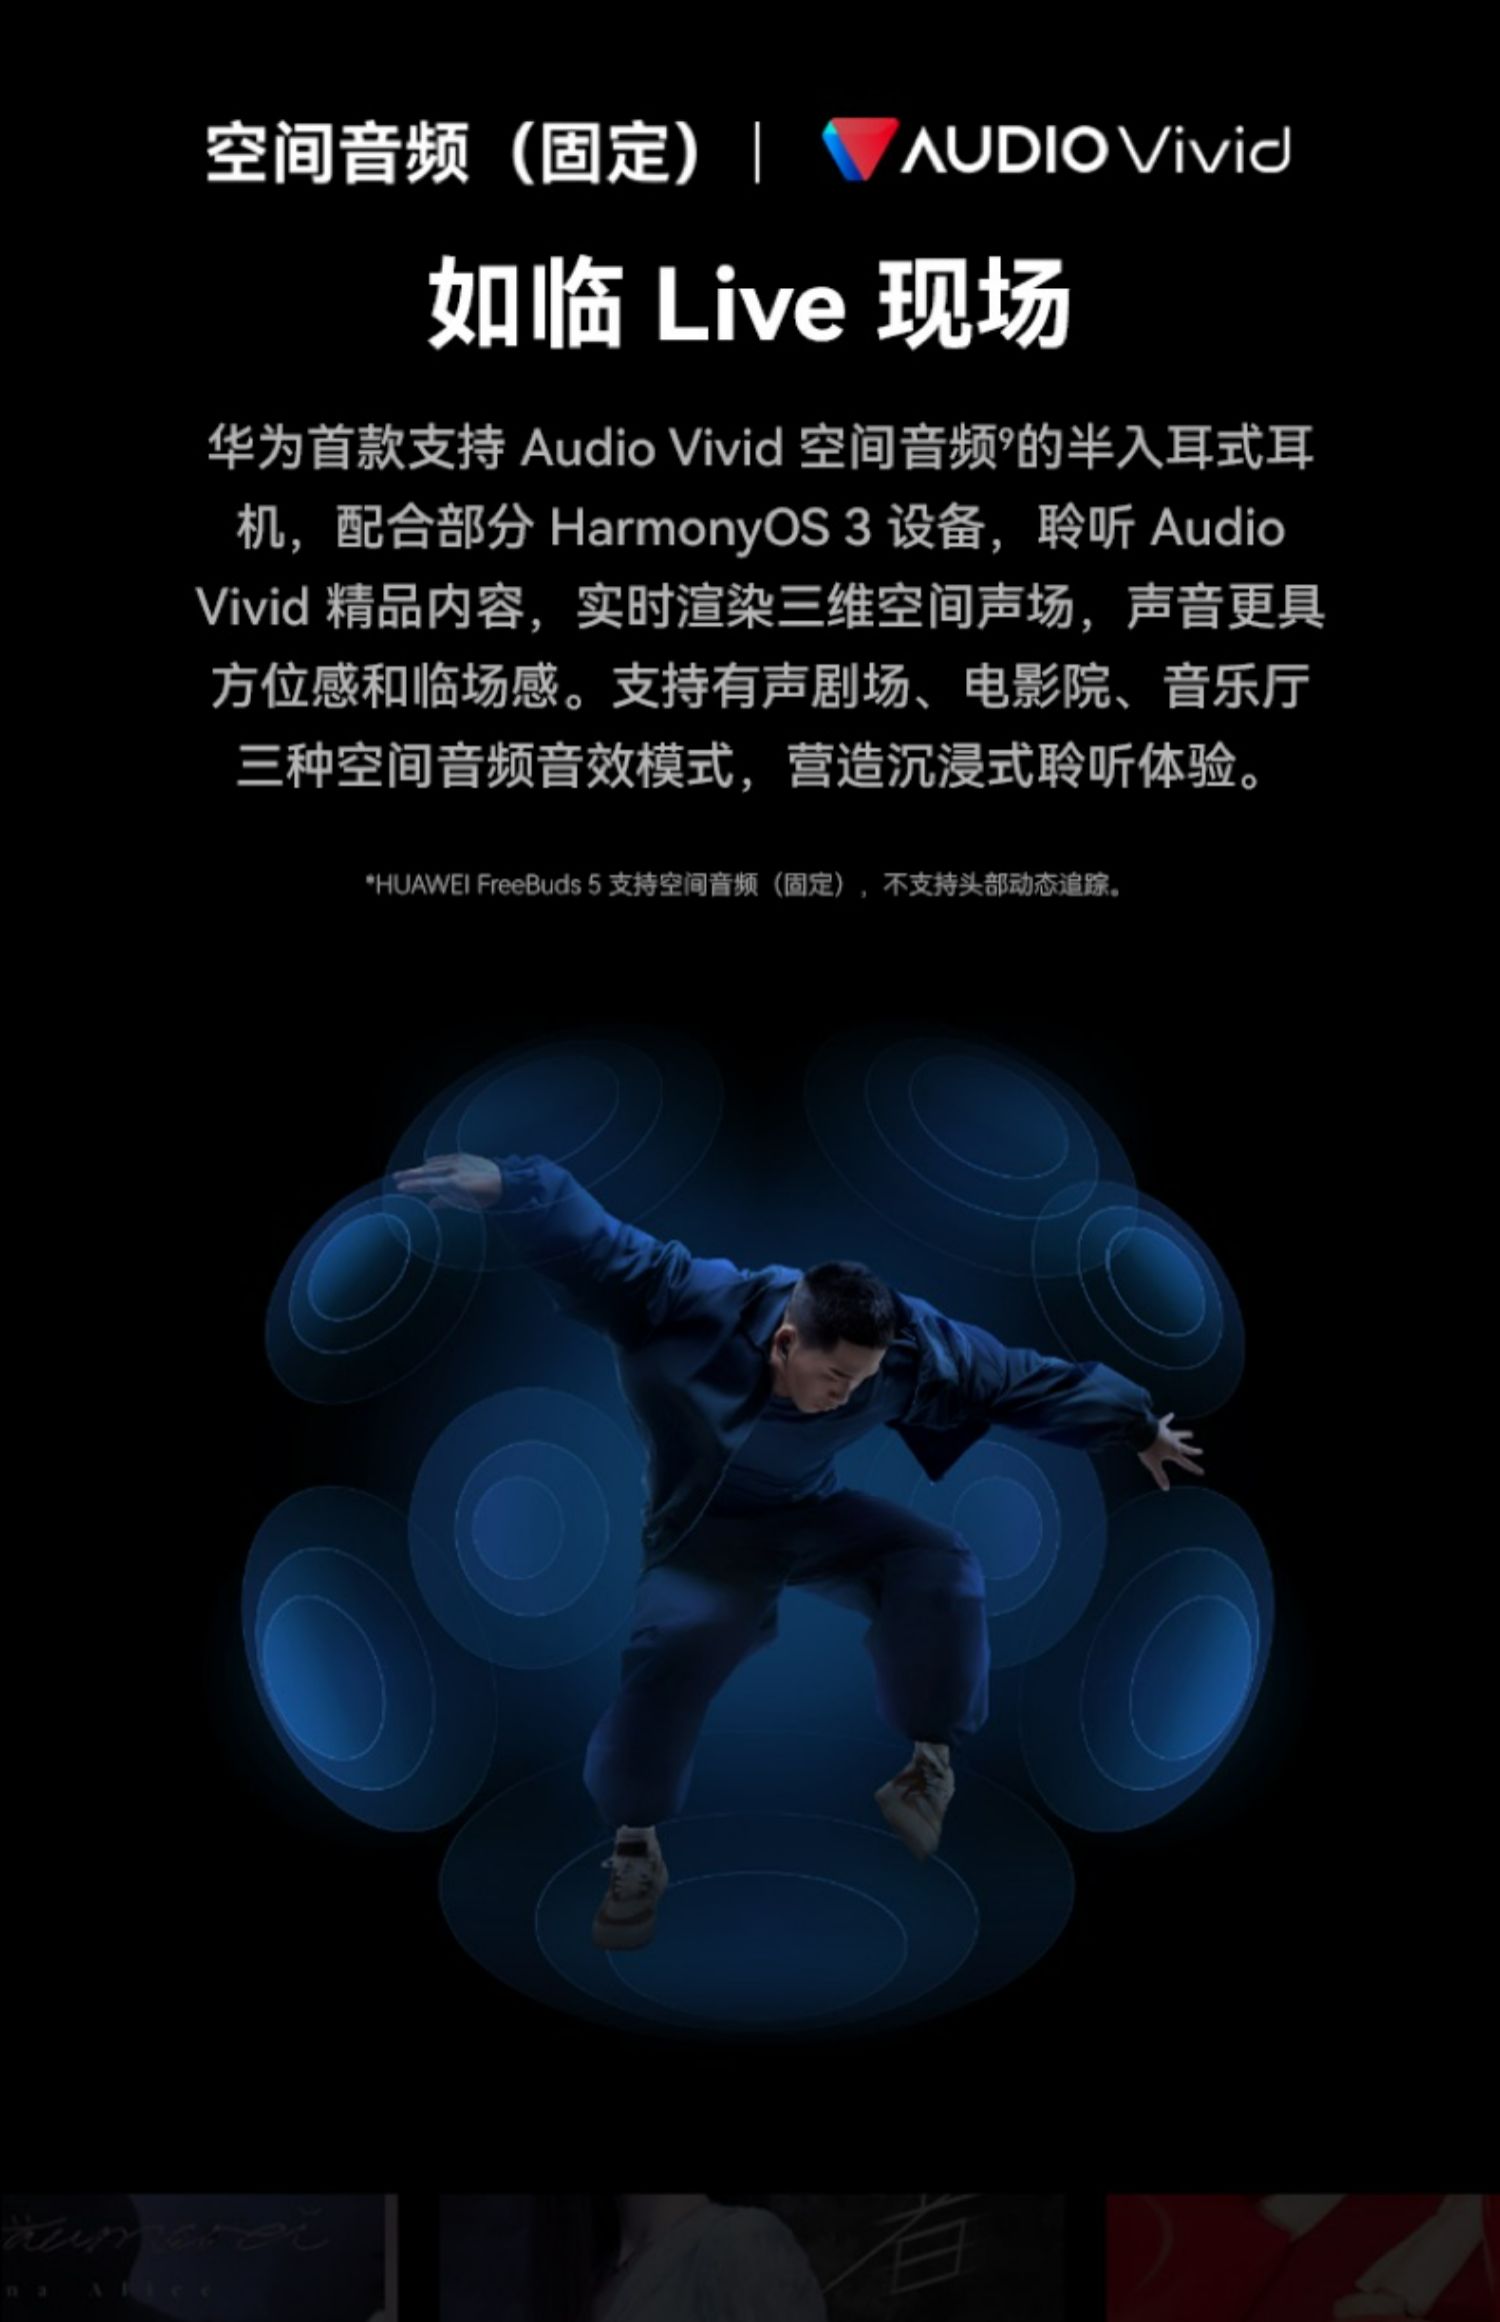 空间音频（固定）｜ AUDIO Vivid
如临 Live 现场
华为首款支持 Audio Vivid 空间音频⁹的半入耳式耳
机，配合部分 HarmonyOS 3 设备，聆听 Audio
Vivid 精品内容，实时渲染三维空间声场，声音更具
方位感和临场感。支持有声剧场、电影院、音乐厅
三种空间音频音效模式，营造沉浸式聆听体验。
*HUAWEI FreeBuds 5 支持空间音频（固定），不支持头部动态追踪。